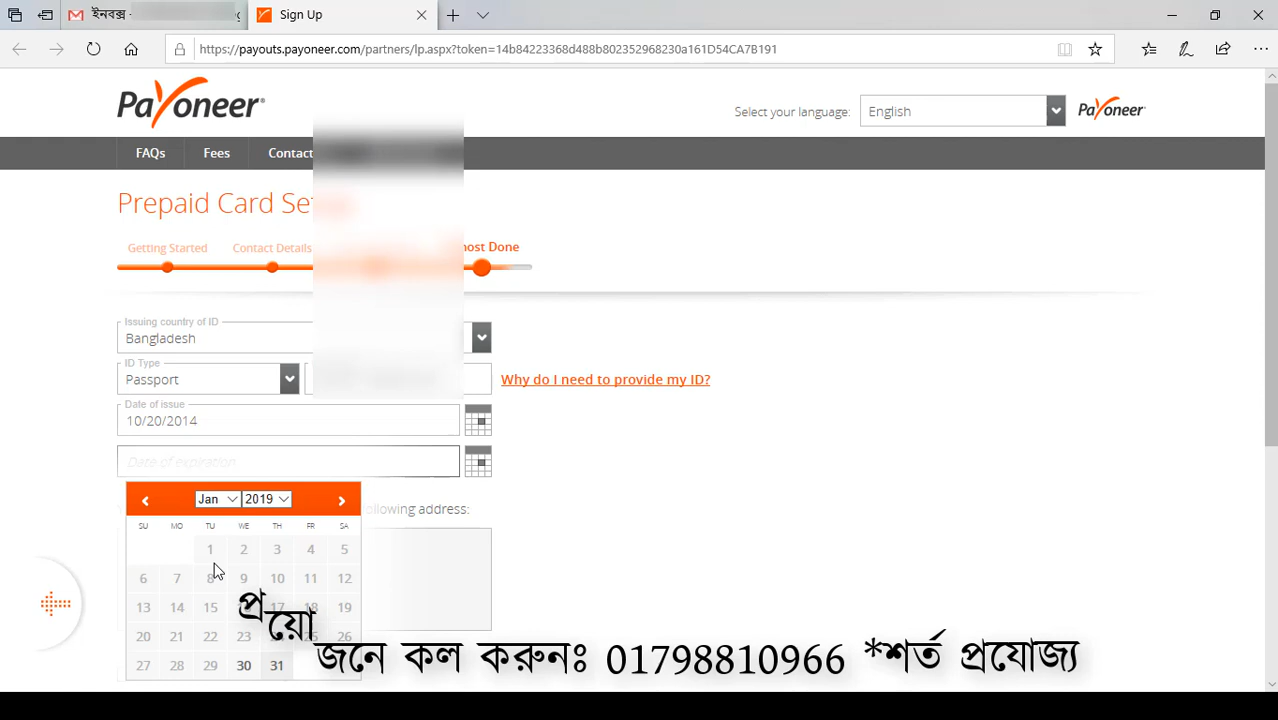 ইনবক্স -
Sign Up
https://payouts.payoneer.com/partners/lp.aspx?token=14b84223368d488b802352968230a161D54CA7B191
Payoneer
Select your language:
English
Payoneer
FAQs
Fees
Contact
Prepaid Card
Getting Started
Contact Details
Done
Issuing country of ID
Bangladesh
ID Type
Passport
Why do I need to provide my ID?
Date of issue
10/20/2014
Date of expiration
following address:
Jan 2019
SU MO TU WE TH FR SA
1 2 3 4 5
6 7 8 9 10 11 12
13 14 15 17 18 19
20 21 22 23 25 26
27 28 29 30 31
প্রয়োজনে কল করুনঃ 01798810966 *শর্ত প্রযোজ্য